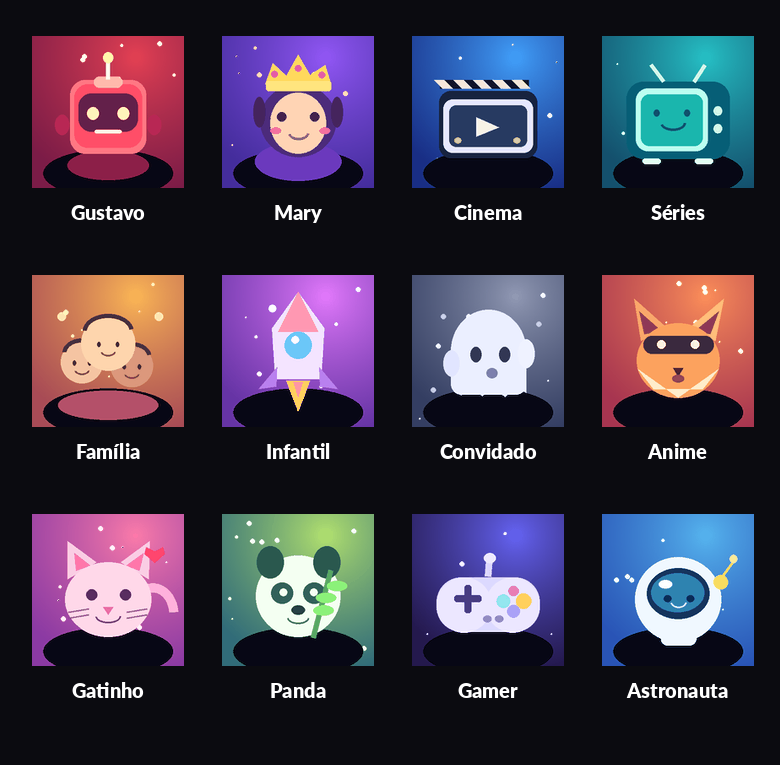 Gustavo
Mary
Cinema
Séries
Família
Infantil
Convidado
Anime
Gatinho
Panda
Gamer
Astronauta